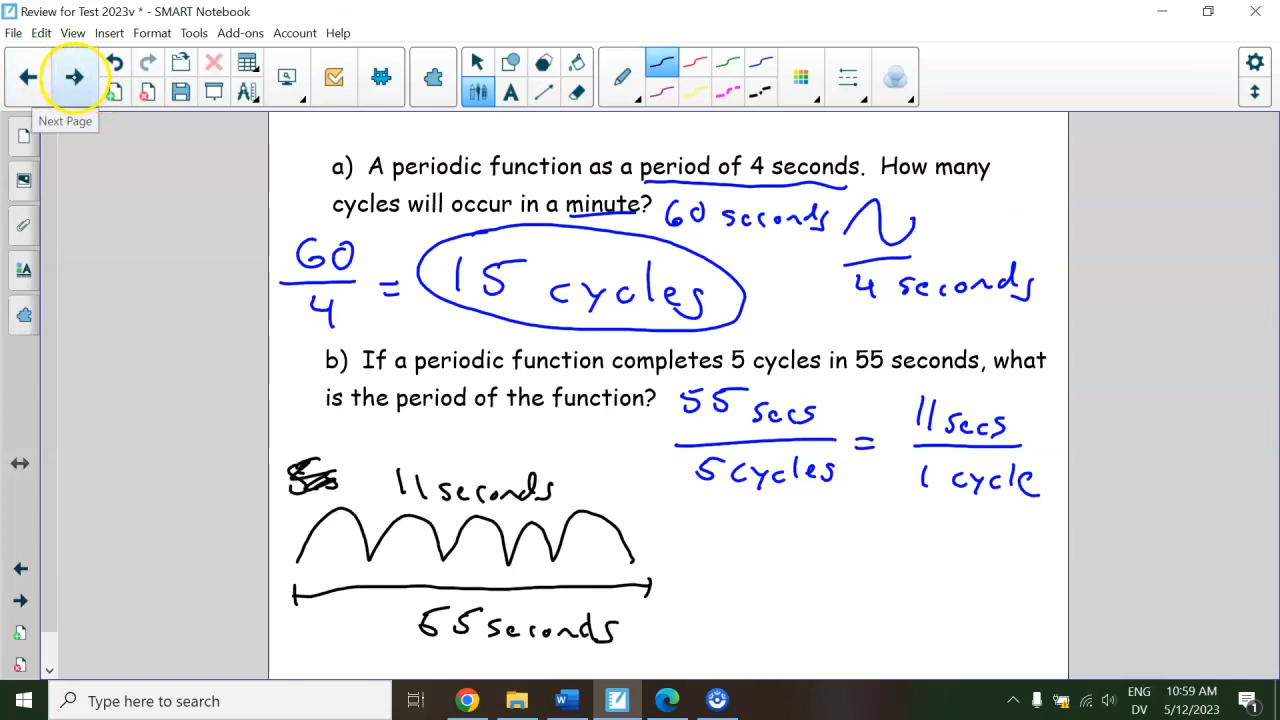 Review for Test 2023v * - SMART Notebook
File Edit View Insert Format Tools Add-ons Account Help
Next Page
a) A periodic function as a period of 4 seconds. How many
cycles will occur in a minute? 60 seconds
4 seconds
60
4
= 15 cycles
b) If a periodic function completes 5 cycles in 55 seconds, what
is the period of the function?
55 secs
5 cycles
=
11 secs
1 cycle
11 seconds
55 seconds
Type here to search
ENG
DV
10:59 AM
5/12/2023
1